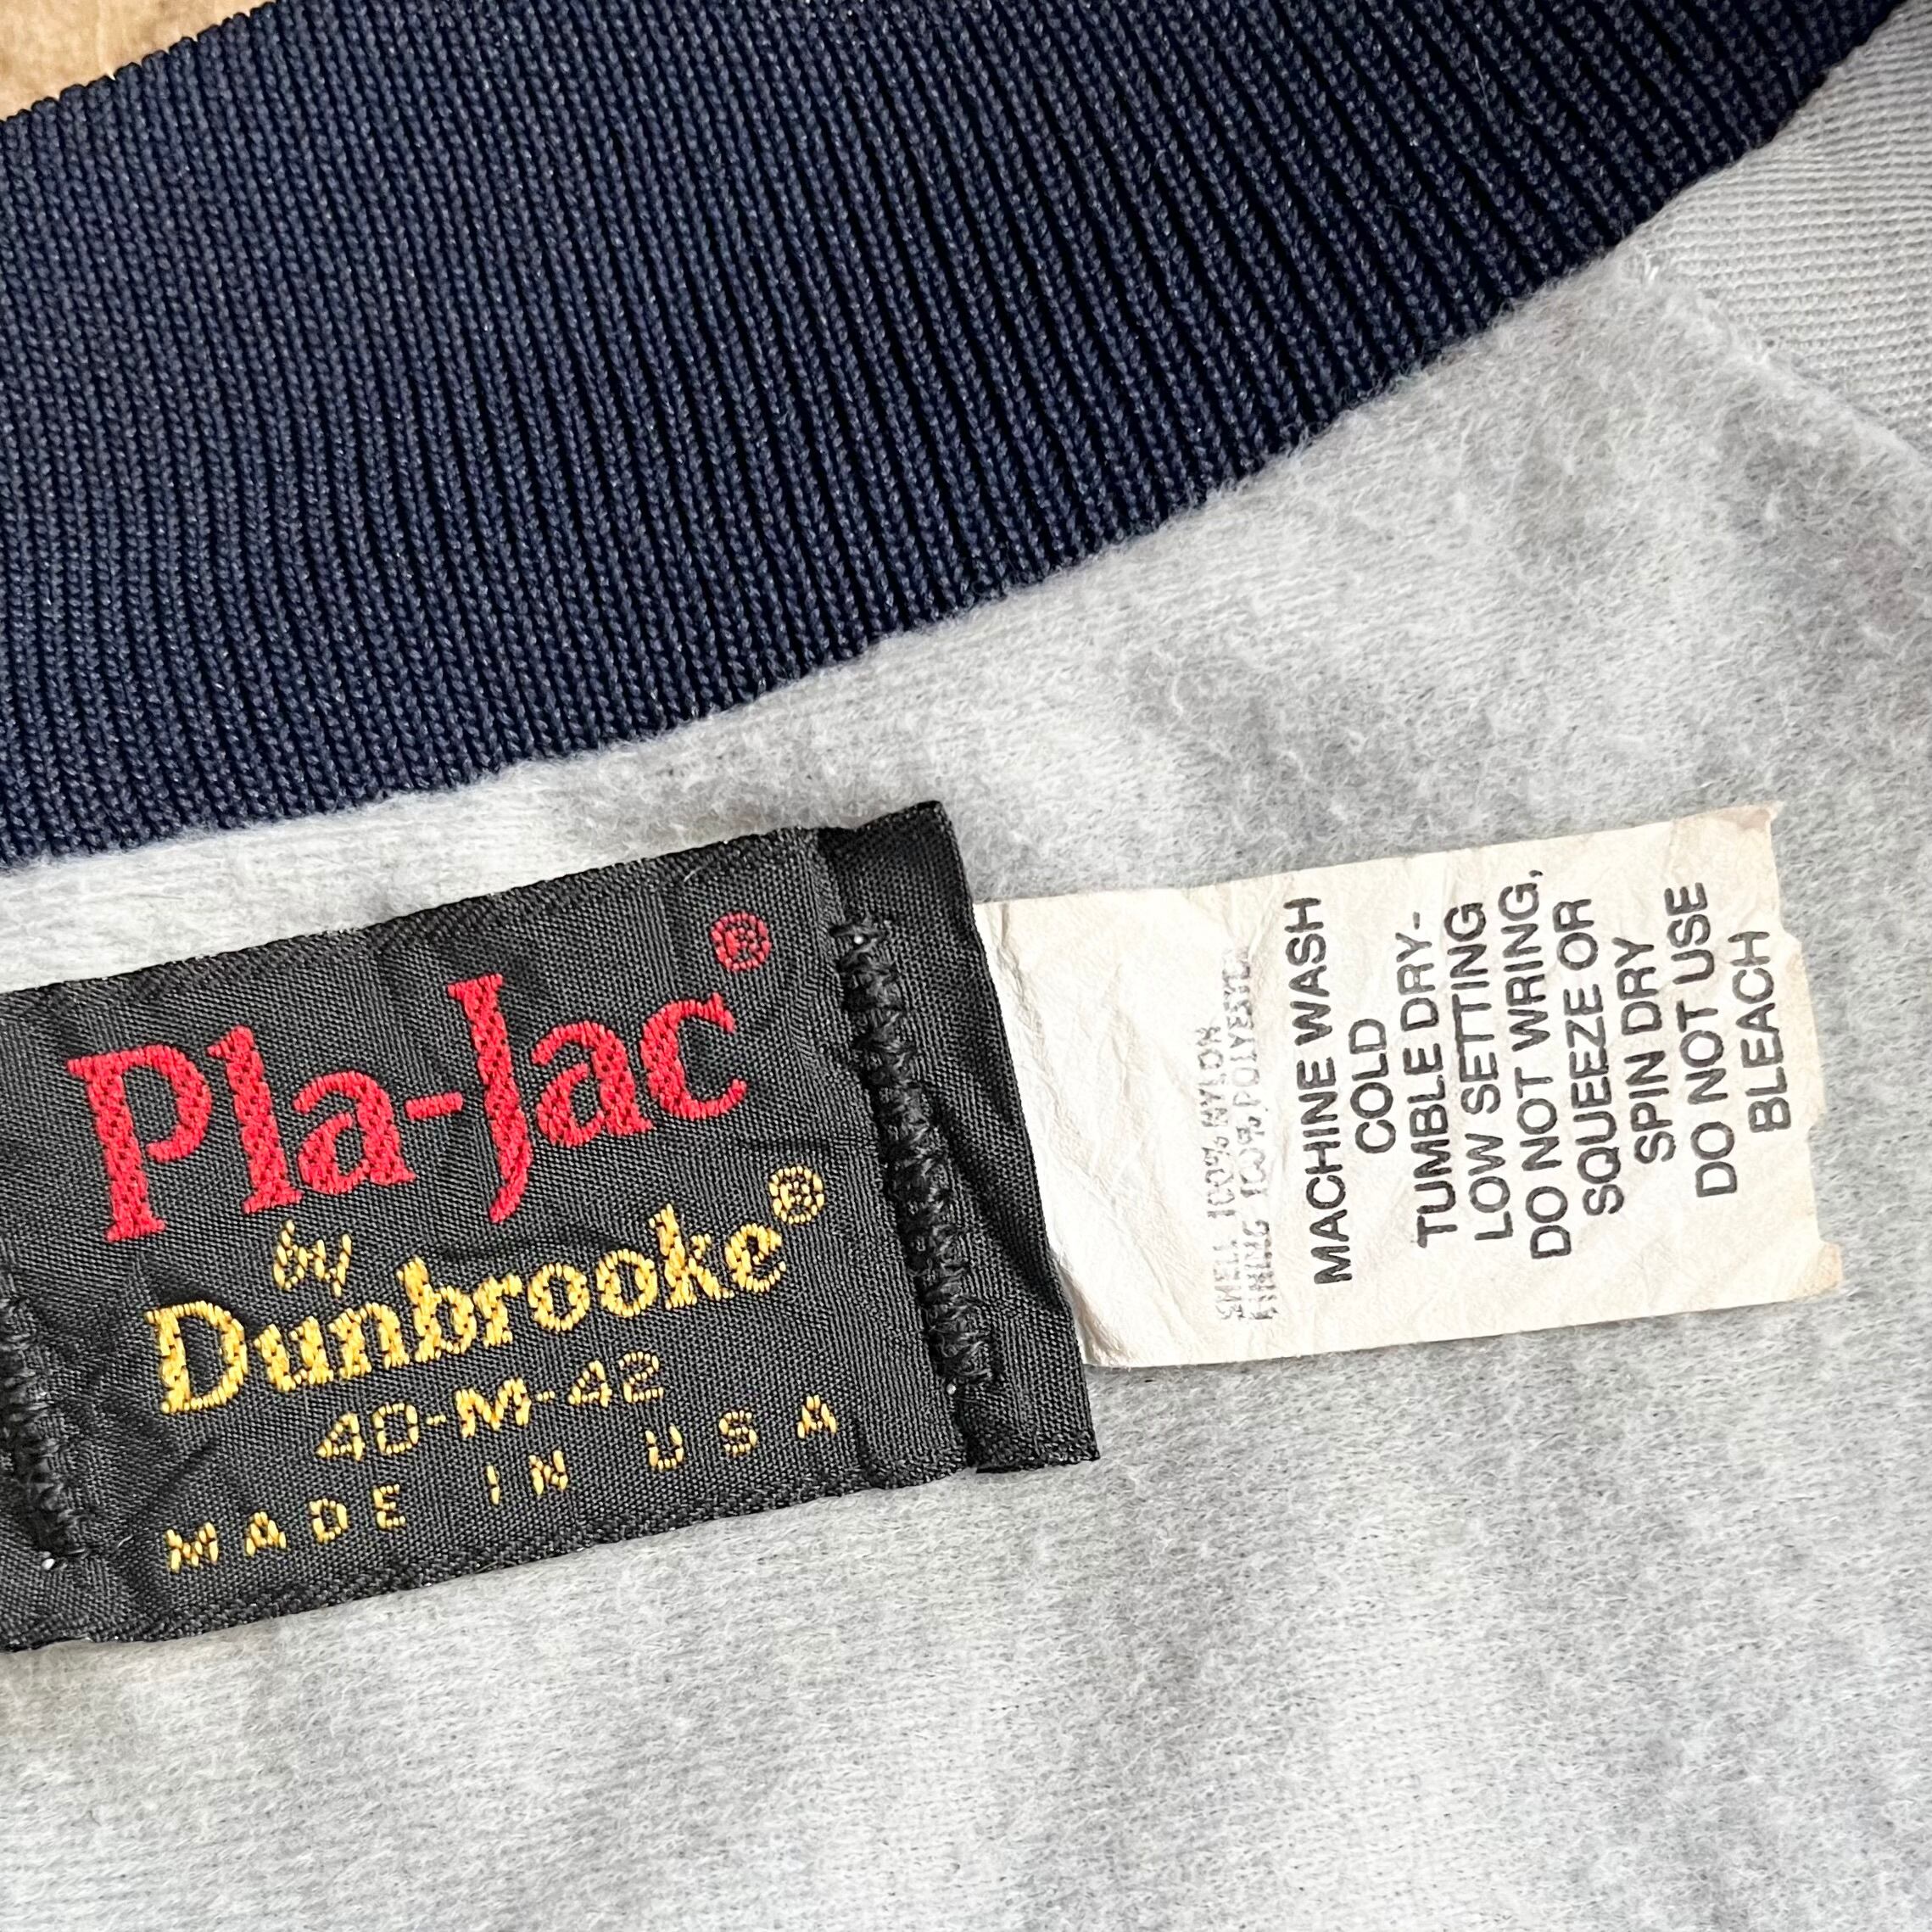 Pla-Jac®
by
Dunbrooke®
40-M-42
MADE IN USA
SHELL 100% NYLON
LINING 100% POLYESTER
MACHINE WASH
COLD
TUMBLE DRY-
LOW SETTING
DO NOT WRING,
SQUEEZE OR
SPIN DRY
DO NOT USE
BLEACH